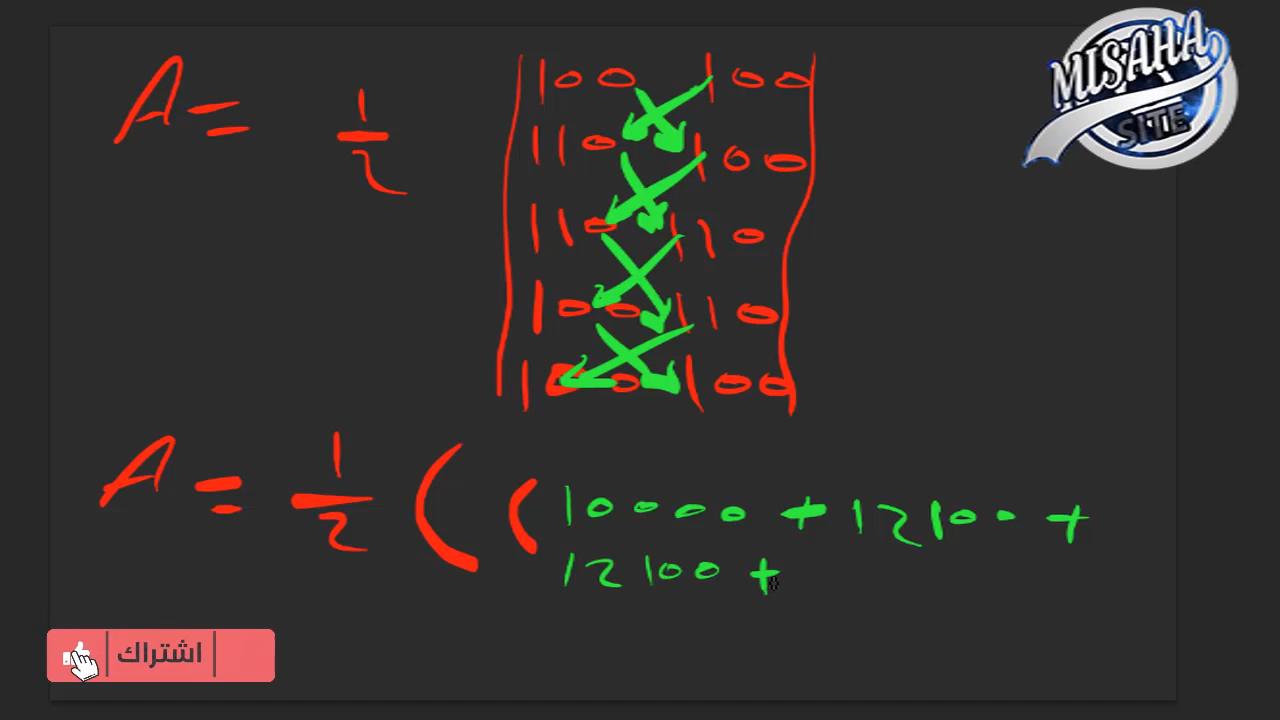 A = 1/2 | 100 100 |
110 100
110 110
100 110
100 100
A = 1/2 ( ( 10000 + 12100 +
12100 +
MISAHA
SITE
اشتراك